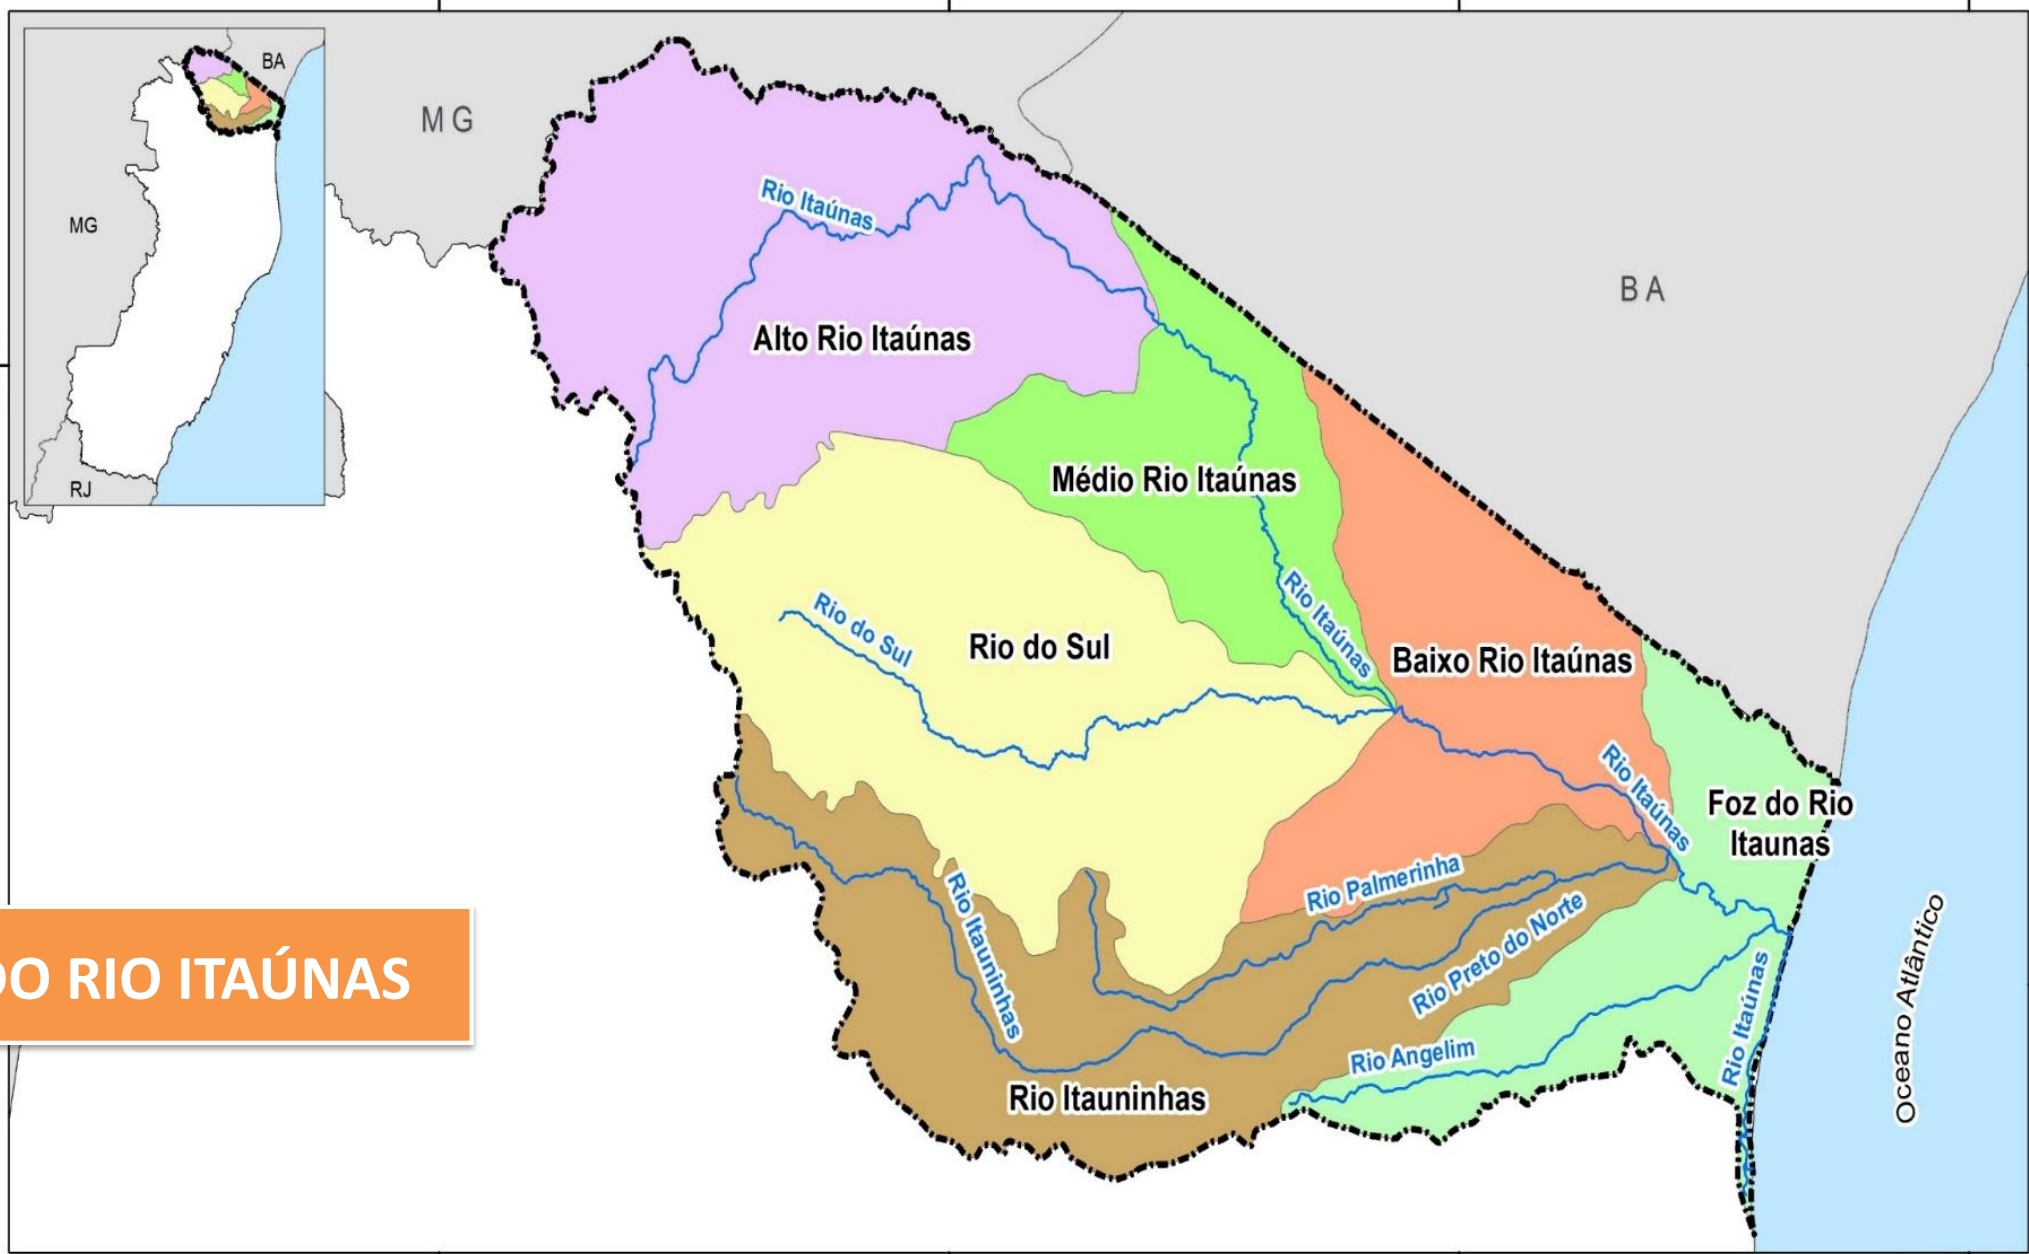 BA
MG
RJ
MG
BA
Rio Itaúnas
Alto Rio Itaúnas
Médio Rio Itaúnas
Rio Itaúnas
Rio do Sul
Rio do Sul
Baixo Rio Itaúnas
Rio Itaúnas
Foz do Rio
Itaunas
Rio Palmerinha
Rio Itauninhas
Rio Preto do Norte
Rio Itaúnas
Oceano Atlântico
DO RIO ITAÚNAS
Rio Angelim
Rio Itauninhas